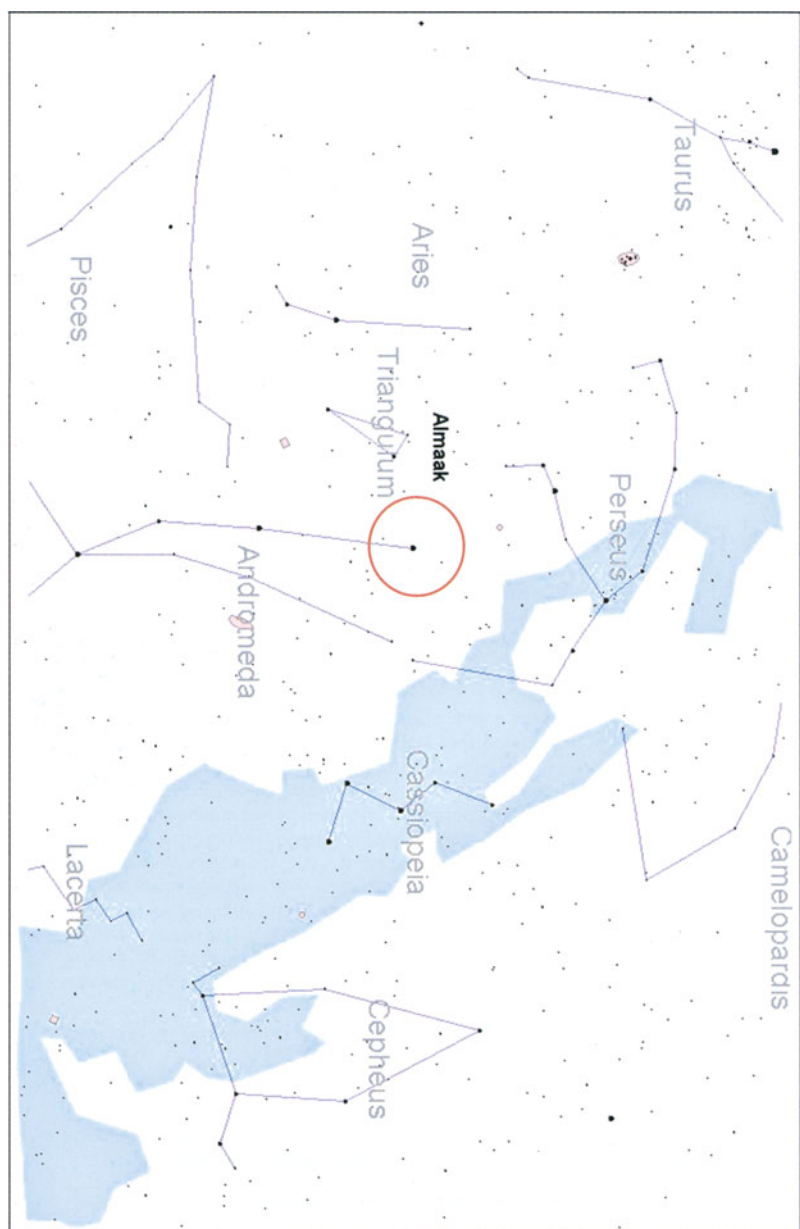 Camelopardis
Taurus
Perseus
Almaak
Aries
Cassiopeia
Triangulum
Cepheus
Andromeda
Pisces
Lacerta